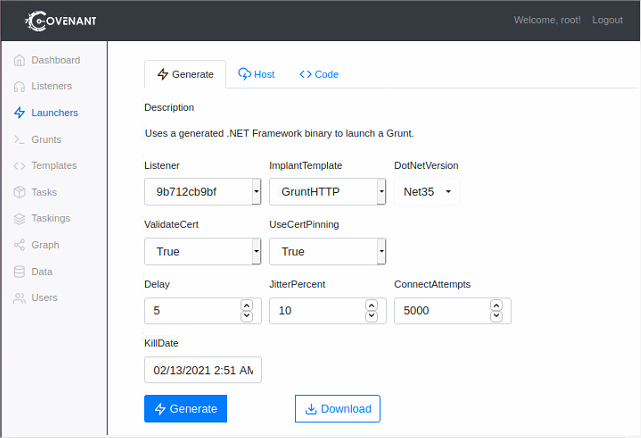 COVENANT
Welcome, root! Logout
Dashboard
Listeners
Launchers
Grunts
Templates
Tasks
Taskings
Graph
Data
Users
Generate Host Code
Description
Uses a generated .NET Framework binary to launch a Grunt.
Listener ImplantTemplate DotNetVersion
9b712cb9bf GruntHTTP Net35
ValidateCert UseCertPinning
True True
Delay JitterPercent ConnectAttempts
5 10 5000
KillDate
02/13/2021 2:51 AM
Generate Download